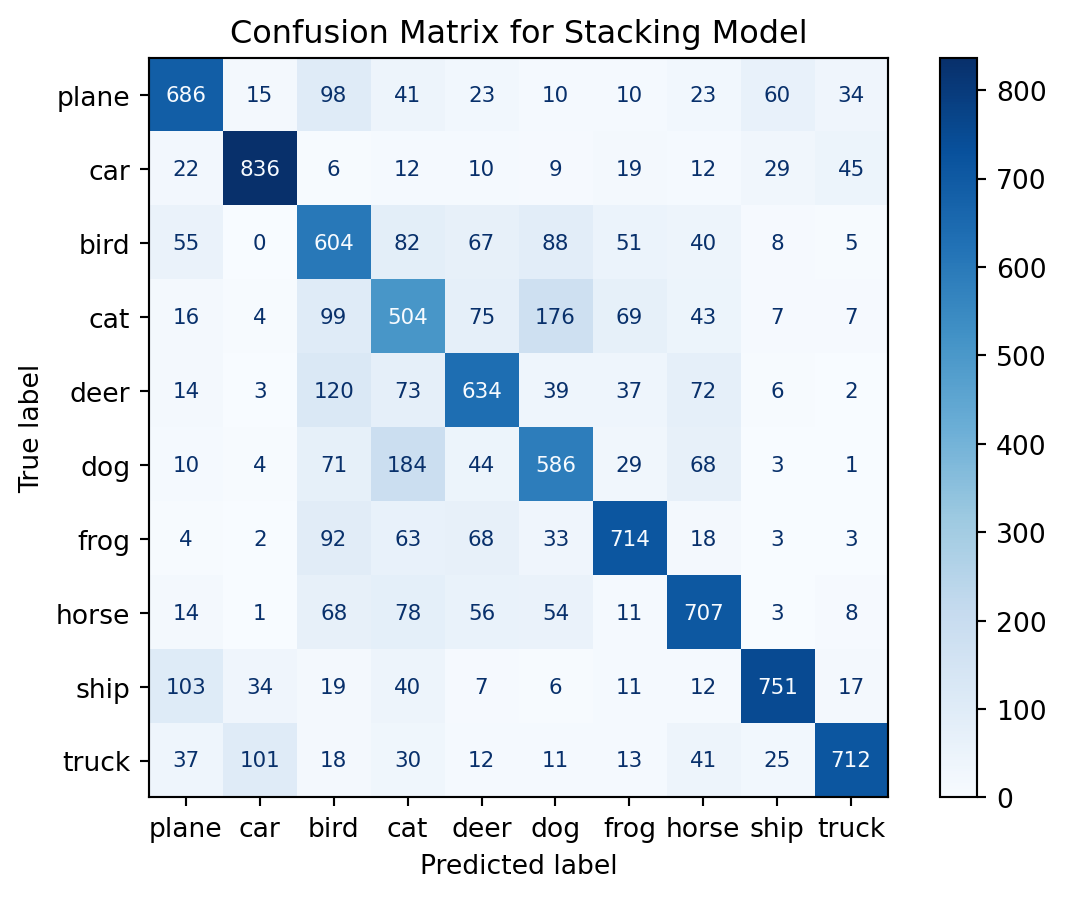 Confusion Matrix for Stacking Model
True label
plane 686 15 98 41 23 10 10 23 60 34
car 22 836 6 12 10 9 19 12 29 45
bird 55 0 604 82 67 88 51 40 8 5
cat 16 4 99 504 75 176 69 43 7 7
deer 14 3 120 73 634 39 37 72 6 2
dog 10 4 71 184 44 586 29 68 3 1
frog 4 2 92 63 68 33 714 18 3 3
horse 14 1 68 78 56 54 11 707 3 8
ship 103 34 19 40 7 6 11 12 751 17
truck 37 101 18 30 12 11 13 41 25 712
plane car bird cat deer dog frog horse ship truck
Predicted label
800
700
600
500
400
300
200
100
0